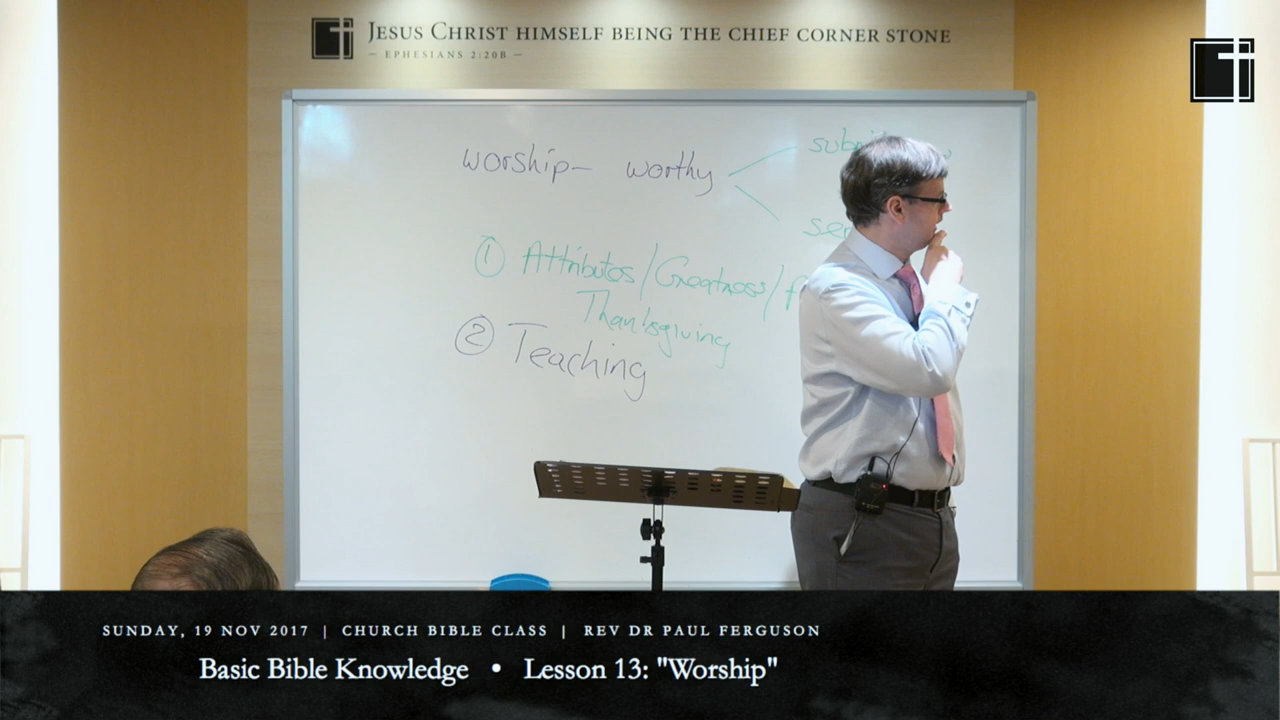 JESUS CHRIST HIMSELF BEING THE CHIEF CORNER STONE
– EPHESIANS 2:20B –
worship– worthy
① Attributes/Greatness/
Thanksgiving
② Teaching
SUNDAY, 19 NOV 2017 | CHURCH BIBLE CLASS | REV DR PAUL FERGUSON
Basic Bible Knowledge • Lesson 13: "Worship"